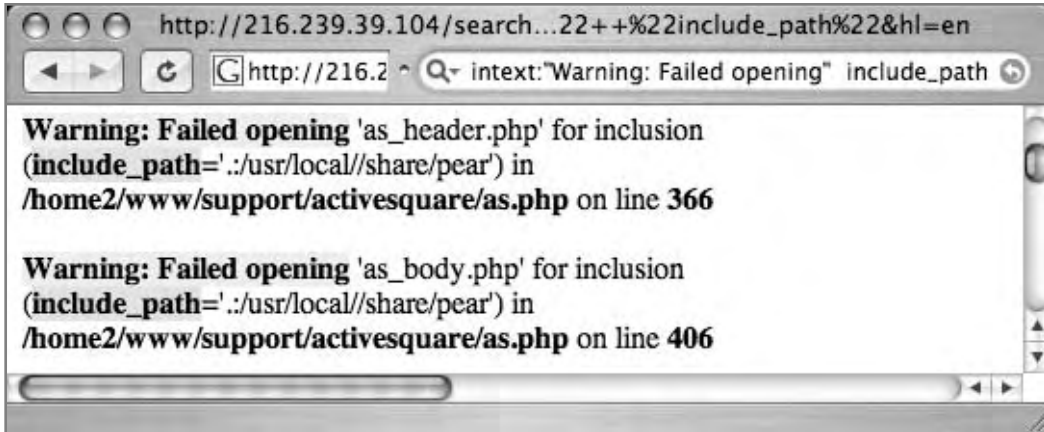 http://216.239.39.104/search...22++%22include_path%22&hl=en
G http://216.2 Q intext:"Warning: Failed opening" include_path
Warning: Failed opening 'as_header.php' for inclusion
(include_path='.:/usr/local//share/pear') in
/home2/www/support/activesquare/as.php on line 366
Warning: Failed opening 'as_body.php' for inclusion
(include_path='.:/usr/local//share/pear') in
/home2/www/support/activesquare/as.php on line 406